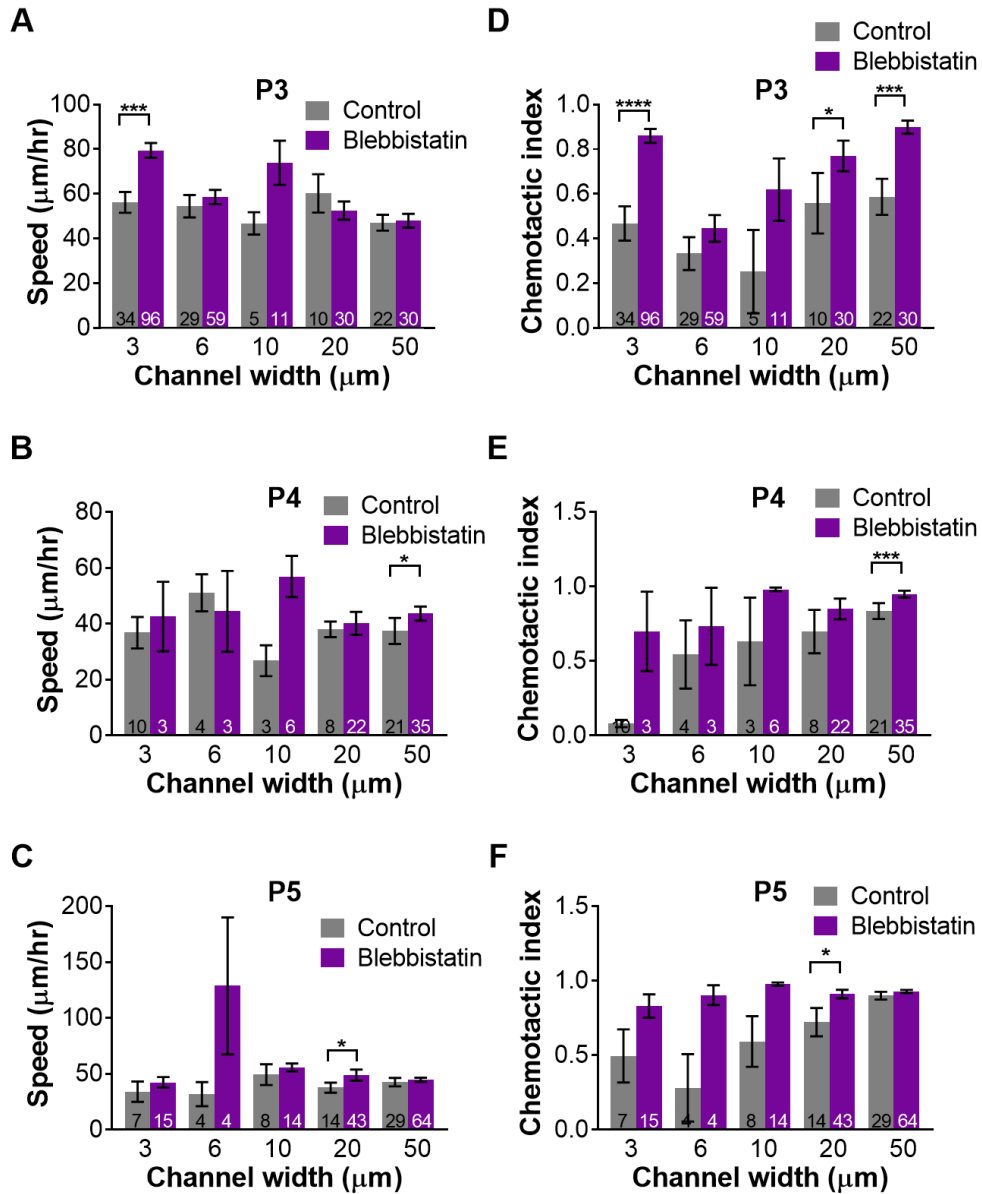 A
P3
Control
Blebbistatin
***
Speed (μm/hr)
100
80
60
40
20
0
34 96 29 59 5 11 10 30 22 30
3 6 10 20 50
Channel width (μm)
D
Control
Blebbistatin
P3
**** * ***
Chemotactic index
1.0
0.8
0.6
0.4
0.2
0.0
34 96 29 59 5 11 10 30 22 30
3 6 10 20 50
Channel width (μm)
B
P4
Control
Blebbistatin
*
Speed (μm/hr)
80
60
40
20
0
10 3 4 3 3 6 8 22 21 35
3 6 10 20 50
Channel width (μm)
E
P4
Control
Blebbistatin
***
Chemotactic index
1.5
1.0
0.5
0.0
10 3 4 3 3 6 8 22 21 35
3 6 10 20 50
Channel width (μm)
C
P5
Control
Blebbistatin
*
Speed (μm/hr)
200
150
100
50
0
7 15 4 4 8 14 14 43 29 64
3 6 10 20 50
Channel width (μm)
F
P5
Control
Blebbistatin
*
Chemotactic index
1.5
1.0
0.5
0.0
7 15 4 4 8 14 14 43 29 64
3 6 10 20 50
Channel width (μm)